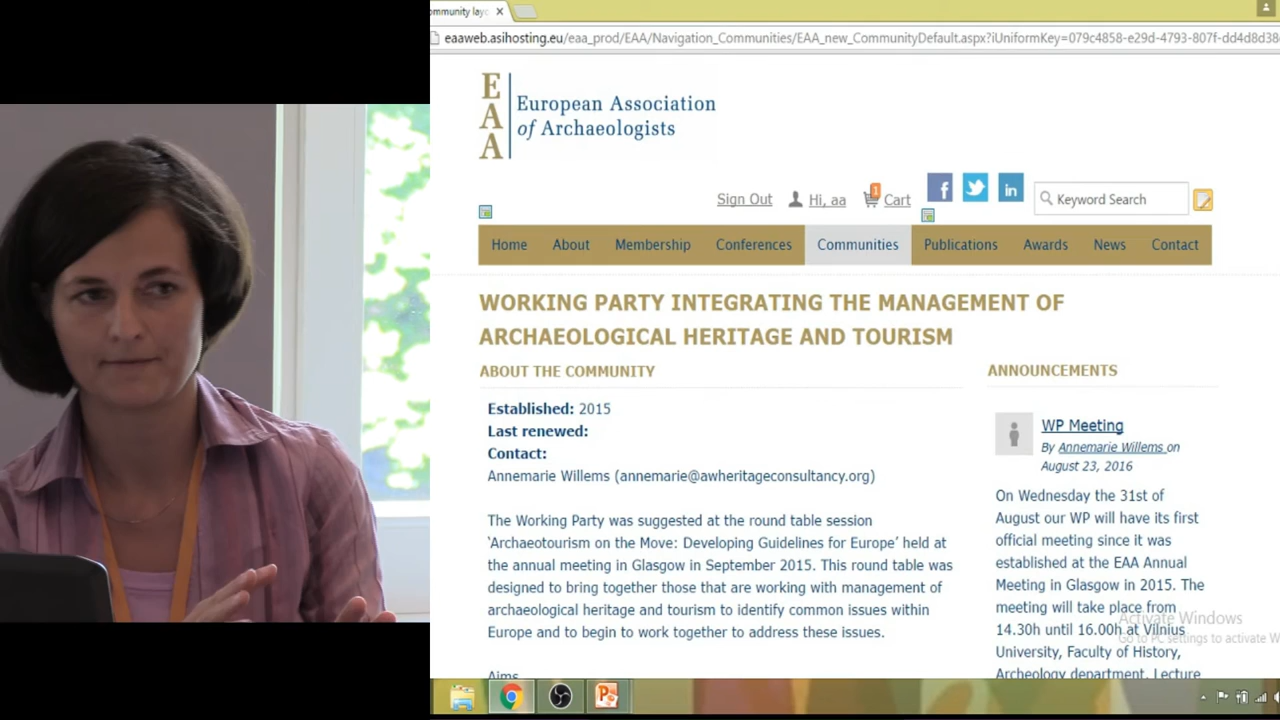 ommunity lay
eaaweb.asihosting.eu/eaa_prod/EAA/Navigation_Communities/EAA_new_CommunityDefault.aspx?iUniformKey=079c4858-e29d-4793-807f-dd4d8d38
E
A
A
European Association
of Archaeologists
Sign Out Hi, aa 1 Cart f in Keyword Search
Home About Membership Conferences Communities Publications Awards News Contact
WORKING PARTY INTEGRATING THE MANAGEMENT OF
ARCHAEOLOGICAL HERITAGE AND TOURISM
ABOUT THE COMMUNITY
Established: 2015
Last renewed:
Contact:
Annemarie Willems (annemarie@awheritageconsultancy.org)
The Working Party was suggested at the round table session
‘Archaeotourism on the Move: Developing Guidelines for Europe’ held at
the annual meeting in Glasgow in September 2015. This round table was
designed to bring together those that are working with management of
archaeological heritage and tourism to identify common issues within
Europe and to begin to work together to address these issues.
Aims
ANNOUNCEMENTS
WP Meeting
By Annemarie Willems on
August 23, 2016
On Wednesday the 31st of
August our WP will have its first
official meeting since it was
established at the EAA Annual
Meeting in Glasgow in 2015. The
meeting will take place from
14.30h until 16.00h at Vilnius
University, Faculty of History,
Archeology department, Lecture
Activate Windows
Go to PC settings to activate W